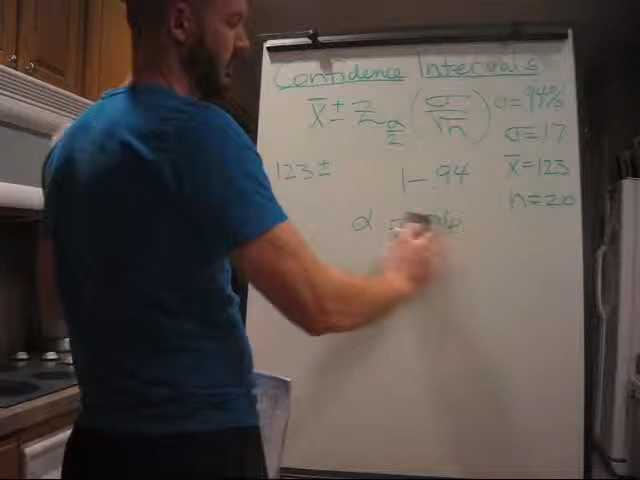 Confidence Intervals
x̄ ± z α/2 (σ/√n)
α=94%
σ=17
x̄=123
n=20
123 ±
1-.94
α =